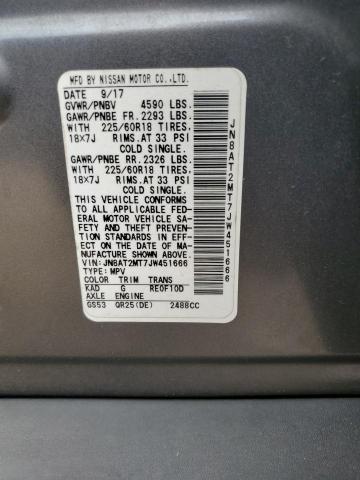 MFD BY NISSAN MOTOR CO.,LTD.
DATE 9/17
GVWR/PNBV 4590 LBS.
GAWR/PNBE FR. 2293 LBS.
WITH 225/60R18 TIRES,
18X7J RIMS.AT 33 PSI
COLD SINGLE.
GAWR/PNBE RR. 2326 LBS.
WITH 225/60R18 TIRES,
18X7J RIMS.AT 33 PSI
COLD SINGLE.
THIS VEHICLE CONFORMS
TO ALL APPLICABLE FED-
ERAL MOTOR VEHICLE SA-
FETY AND THEFT PREVEN-
TION STANDARDS IN EFF-
ECT ON THE DATE OF MA-
NUFACTURE SHOWN ABOVE.
VIN:JN8AT2MT7JW451666
TYPE: MPV
COLOR TRIM TRANS
KAD G RE0F10D
AXLE ENGINE
GS53 QR25(DE) 2488CC
JN8AT2MT7JW451666